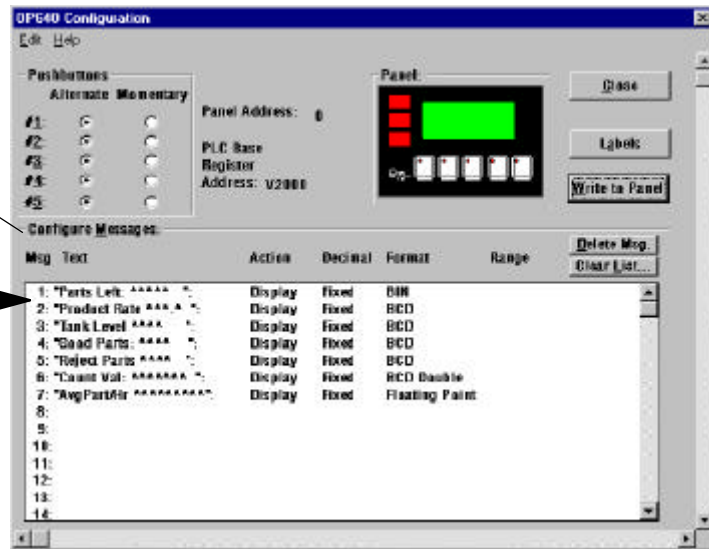 OP640 Configuration
Edit Help
Pushbuttons
Alternate Momentary
#1:
#2:
#3:
#4:
#5:
Panel Address: 0
PLC Base
Register
Address: V2000
Panel:
Close
Labels
Write to Panel
Configure Messages:
Delete Msg.
Clear List...
Msg Text Action Decimal Format Range
1: "Parts Left: ^^^^^ ": Display Fixed BIN
2: "Product Rate ^^^.^ ": Display Fixed BCD
3: "Tank Level ^^^^ ": Display Fixed BCD
4: "Good Parts: ^^^^ ": Display Fixed BCD
5: "Reject Parts ^^^^ ": Display Fixed BCD
6: "Count Val: ^^^^^^^ ": Display Fixed BCD Double
7: "AvgPart/Hr ^^^^^^^^^": Display Fixed Floating Point
8:
9:
10:
11:
12:
13:
14: